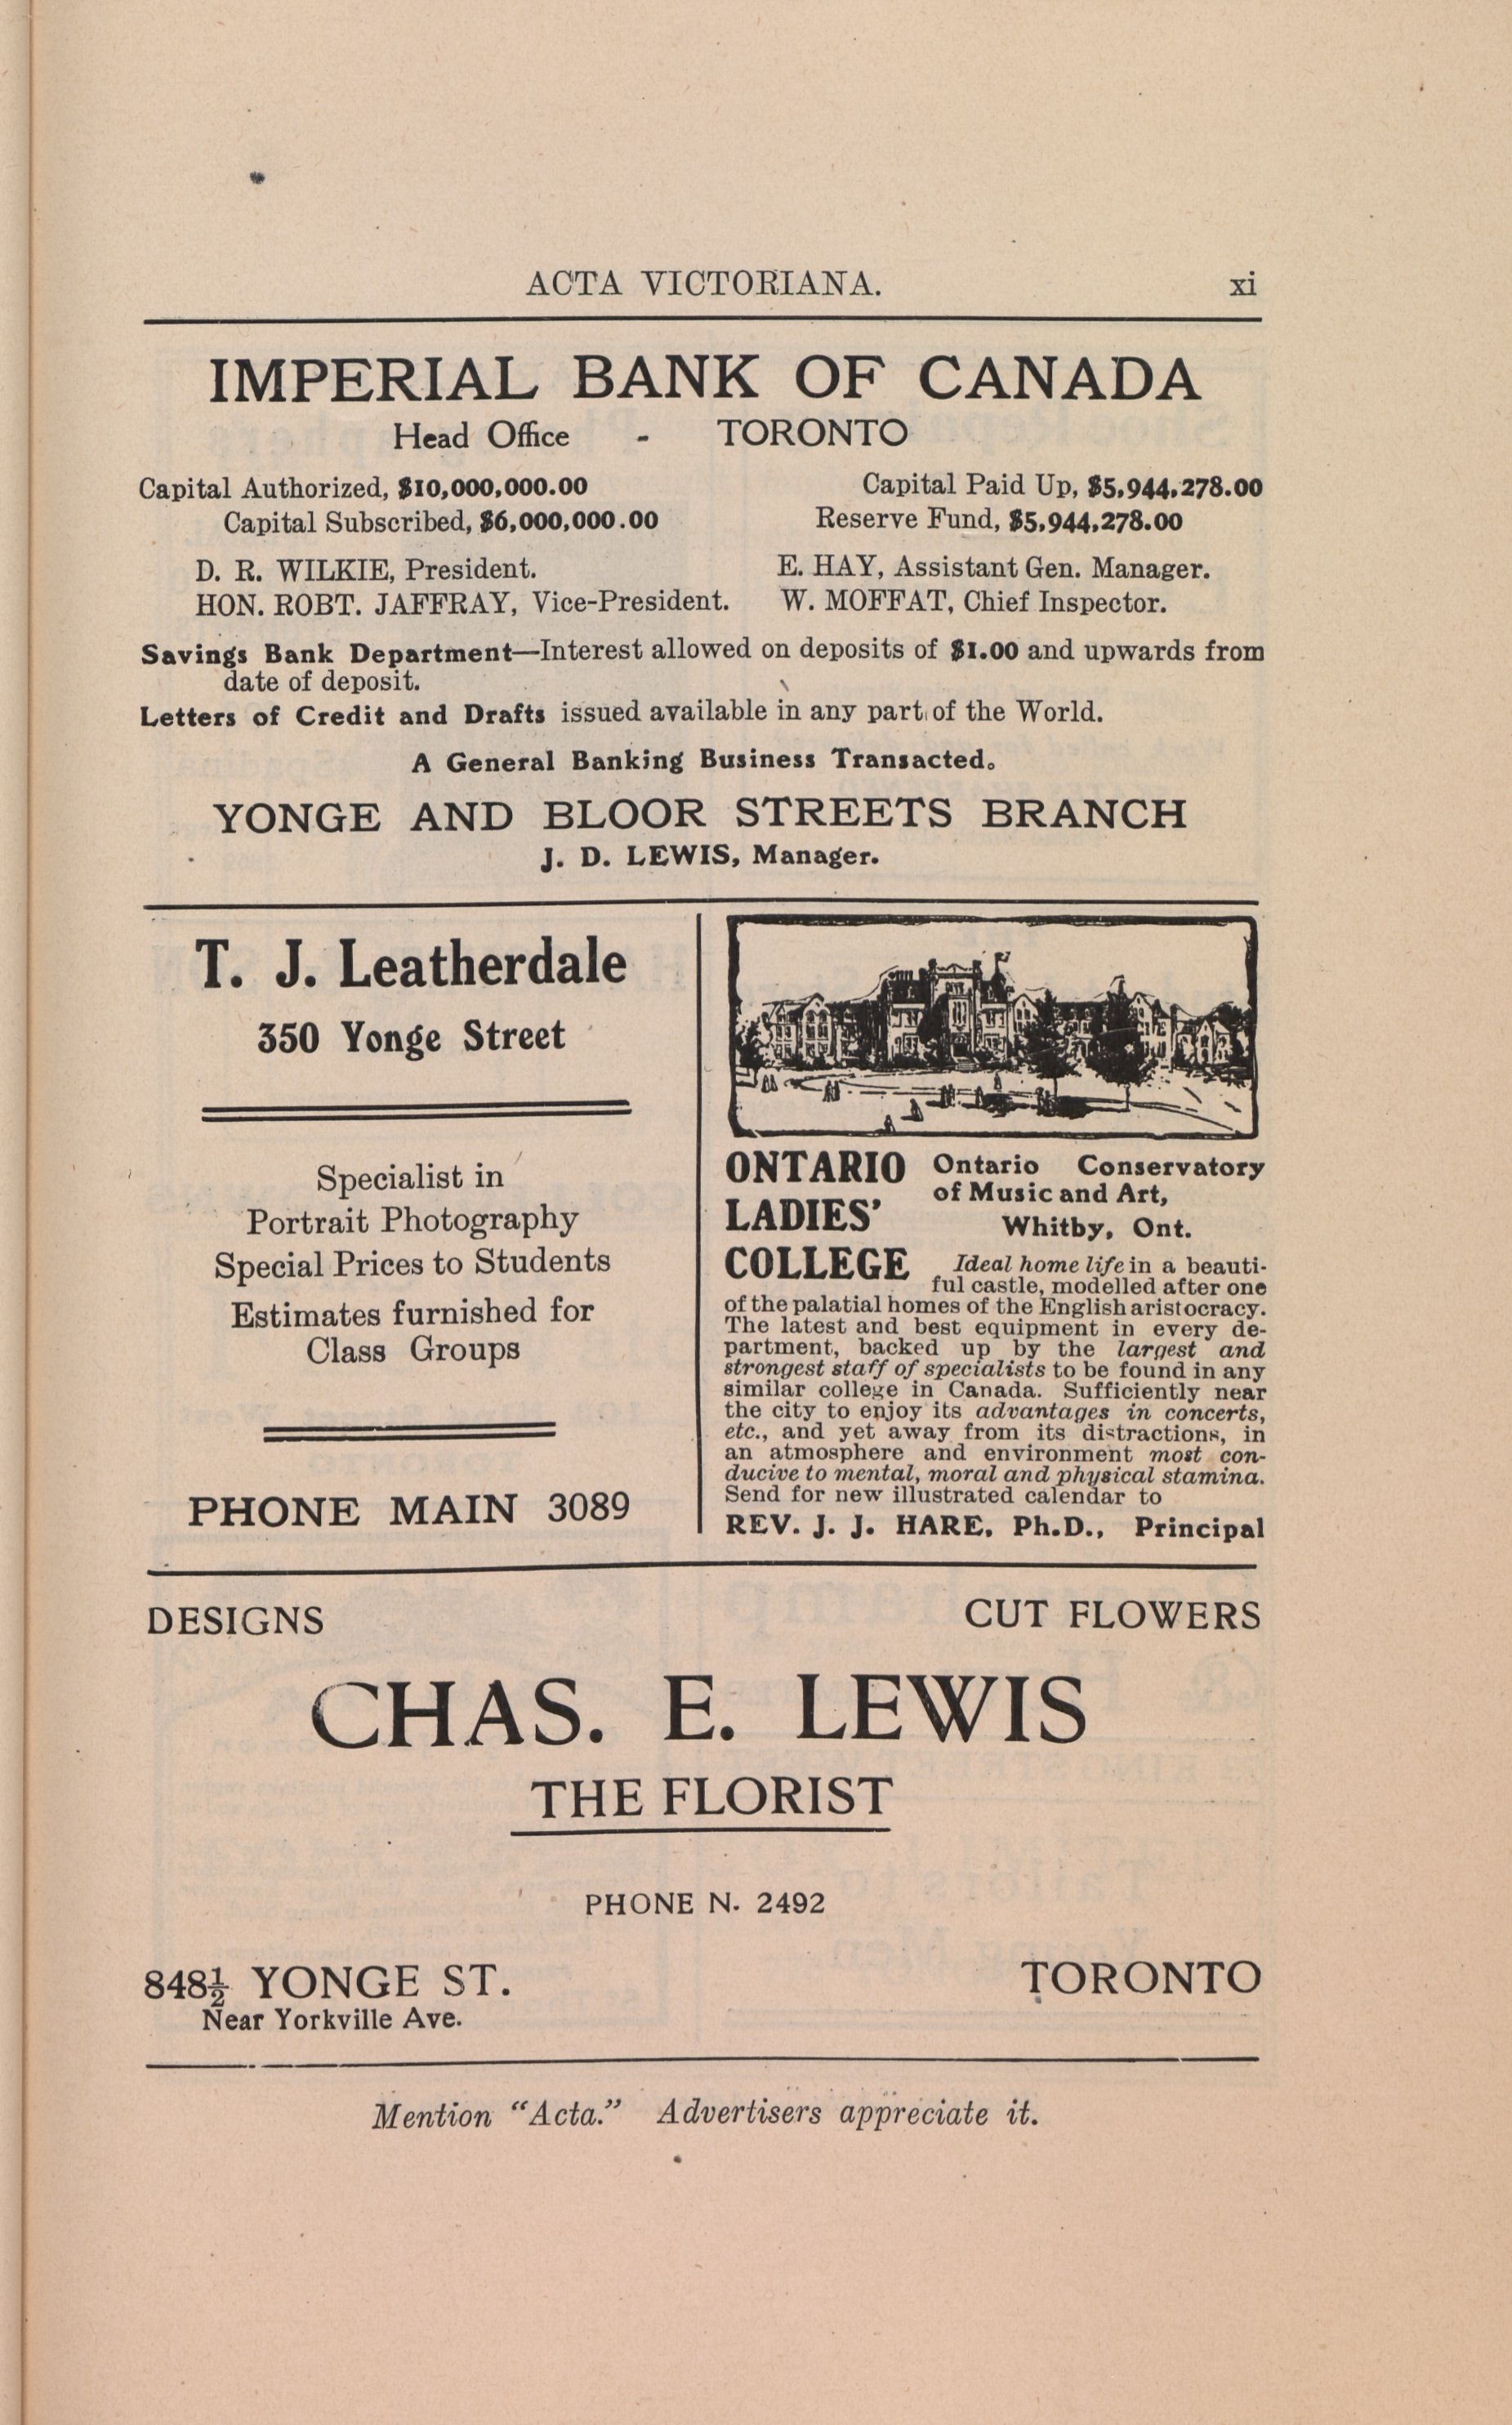 ACTA VICTORIANA. xi
IMPERIAL BANK OF CANADA
Head Office - TORONTO
Capital Authorized, $10,000,000.00 Capital Paid Up, $5,944,278.00
Capital Subscribed, $6,000,000.00 Reserve Fund, $5,944,278.00
D. R. WILKIE, President. E. HAY, Assistant Gen. Manager.
HON. ROBT. JAFFRAY, Vice-President. W. MOFFAT, Chief Inspector.
Savings Bank Department—Interest allowed on deposits of $1.00 and upwards from
date of deposit.
Letters of Credit and Drafts issued available in any part of the World.
A General Banking Business Transacted.
YONGE AND BLOOR STREETS BRANCH
J. D. LEWIS, Manager.
T. J. Leatherdale
350 Yonge Street
Specialist in
Portrait Photography
Special Prices to Students
Estimates furnished for
Class Groups
PHONE MAIN 3089
ONTARIO
LADIES'
COLLEGE
Ontario Conservatory
of Music and Art,
Whitby, Ont.
Ideal home life in a beauti-
ful castle, modelled after one
of the palatial homes of the English aristocracy.
The latest and best equipment in every de-
partment, backed up by the largest and
strongest staff of specialists to be found in any
similar college in Canada. Sufficiently near
the city to enjoy its advantages in concerts,
etc., and yet away from its distractions, in
an atmosphere and environment most con-
ducive to mental, moral and physical stamina.
Send for new illustrated calendar to
REV. J. J. HARE, Ph.D., Principal
DESIGNS CUT FLOWERS
CHAS. E. LEWIS
THE FLORIST
PHONE N. 2492
848½ YONGE ST. TORONTO
Near Yorkville Ave.
Mention "Acta." Advertisers appreciate it.